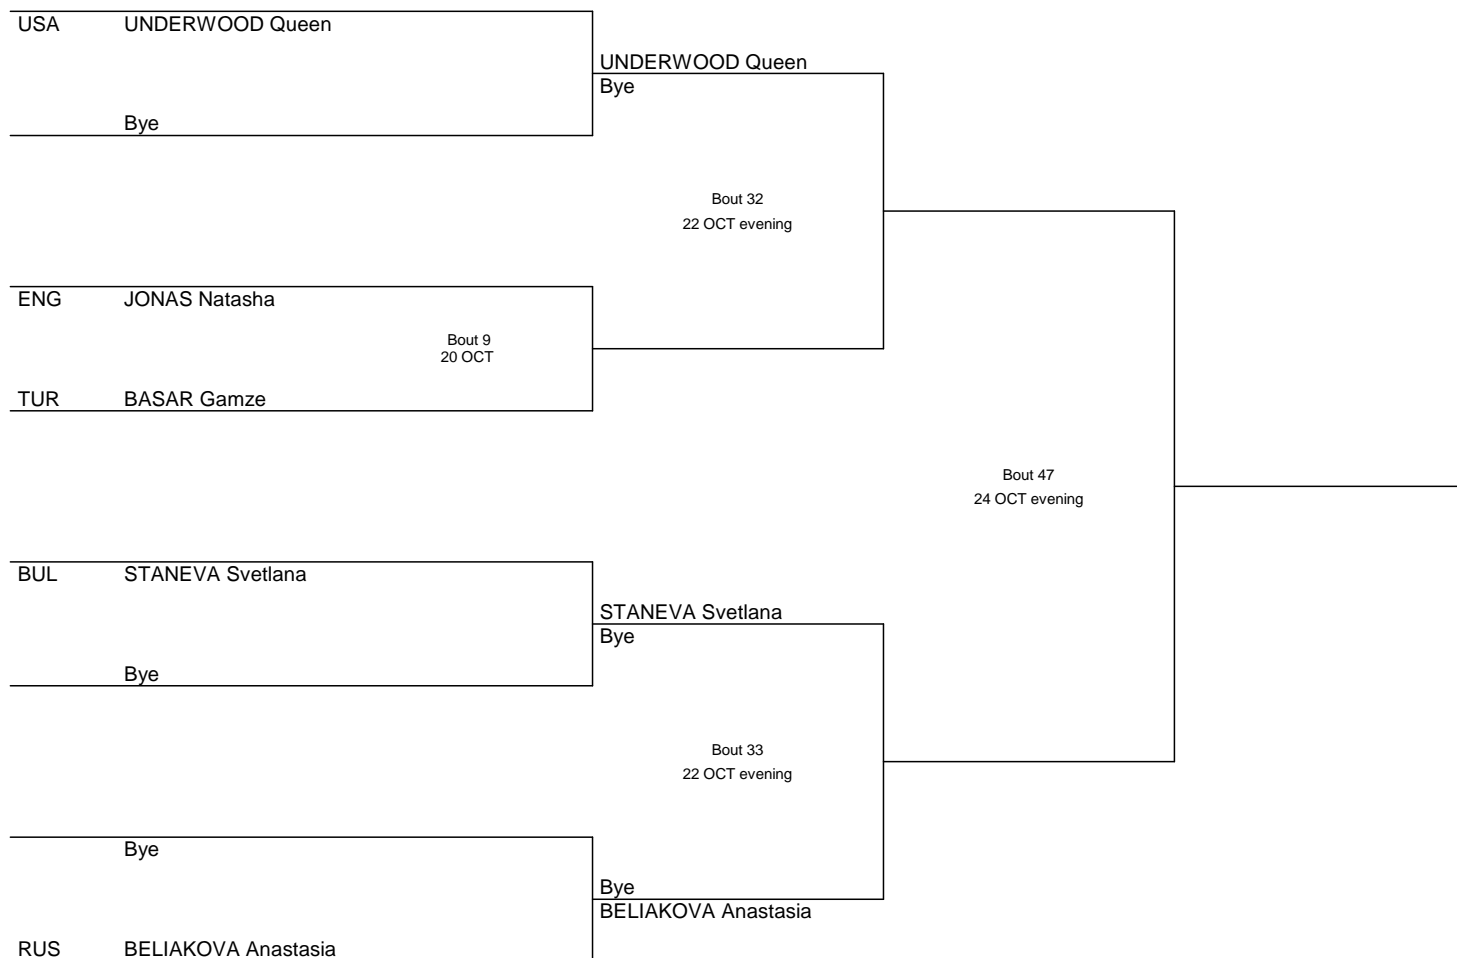 USA UNDERWOOD Queen
UNDERWOOD Queen
Bye
Bye
Bout 32
22 OCT evening
ENG JONAS Natasha
Bout 9
20 OCT
TUR BASAR Gamze
Bout 47
24 OCT evening
BUL STANEVA Svetlana
STANEVA Svetlana
Bye
Bye
Bout 33
22 OCT evening
Bye
Bye
BELIAKOVA Anastasia
RUS BELIAKOVA Anastasia